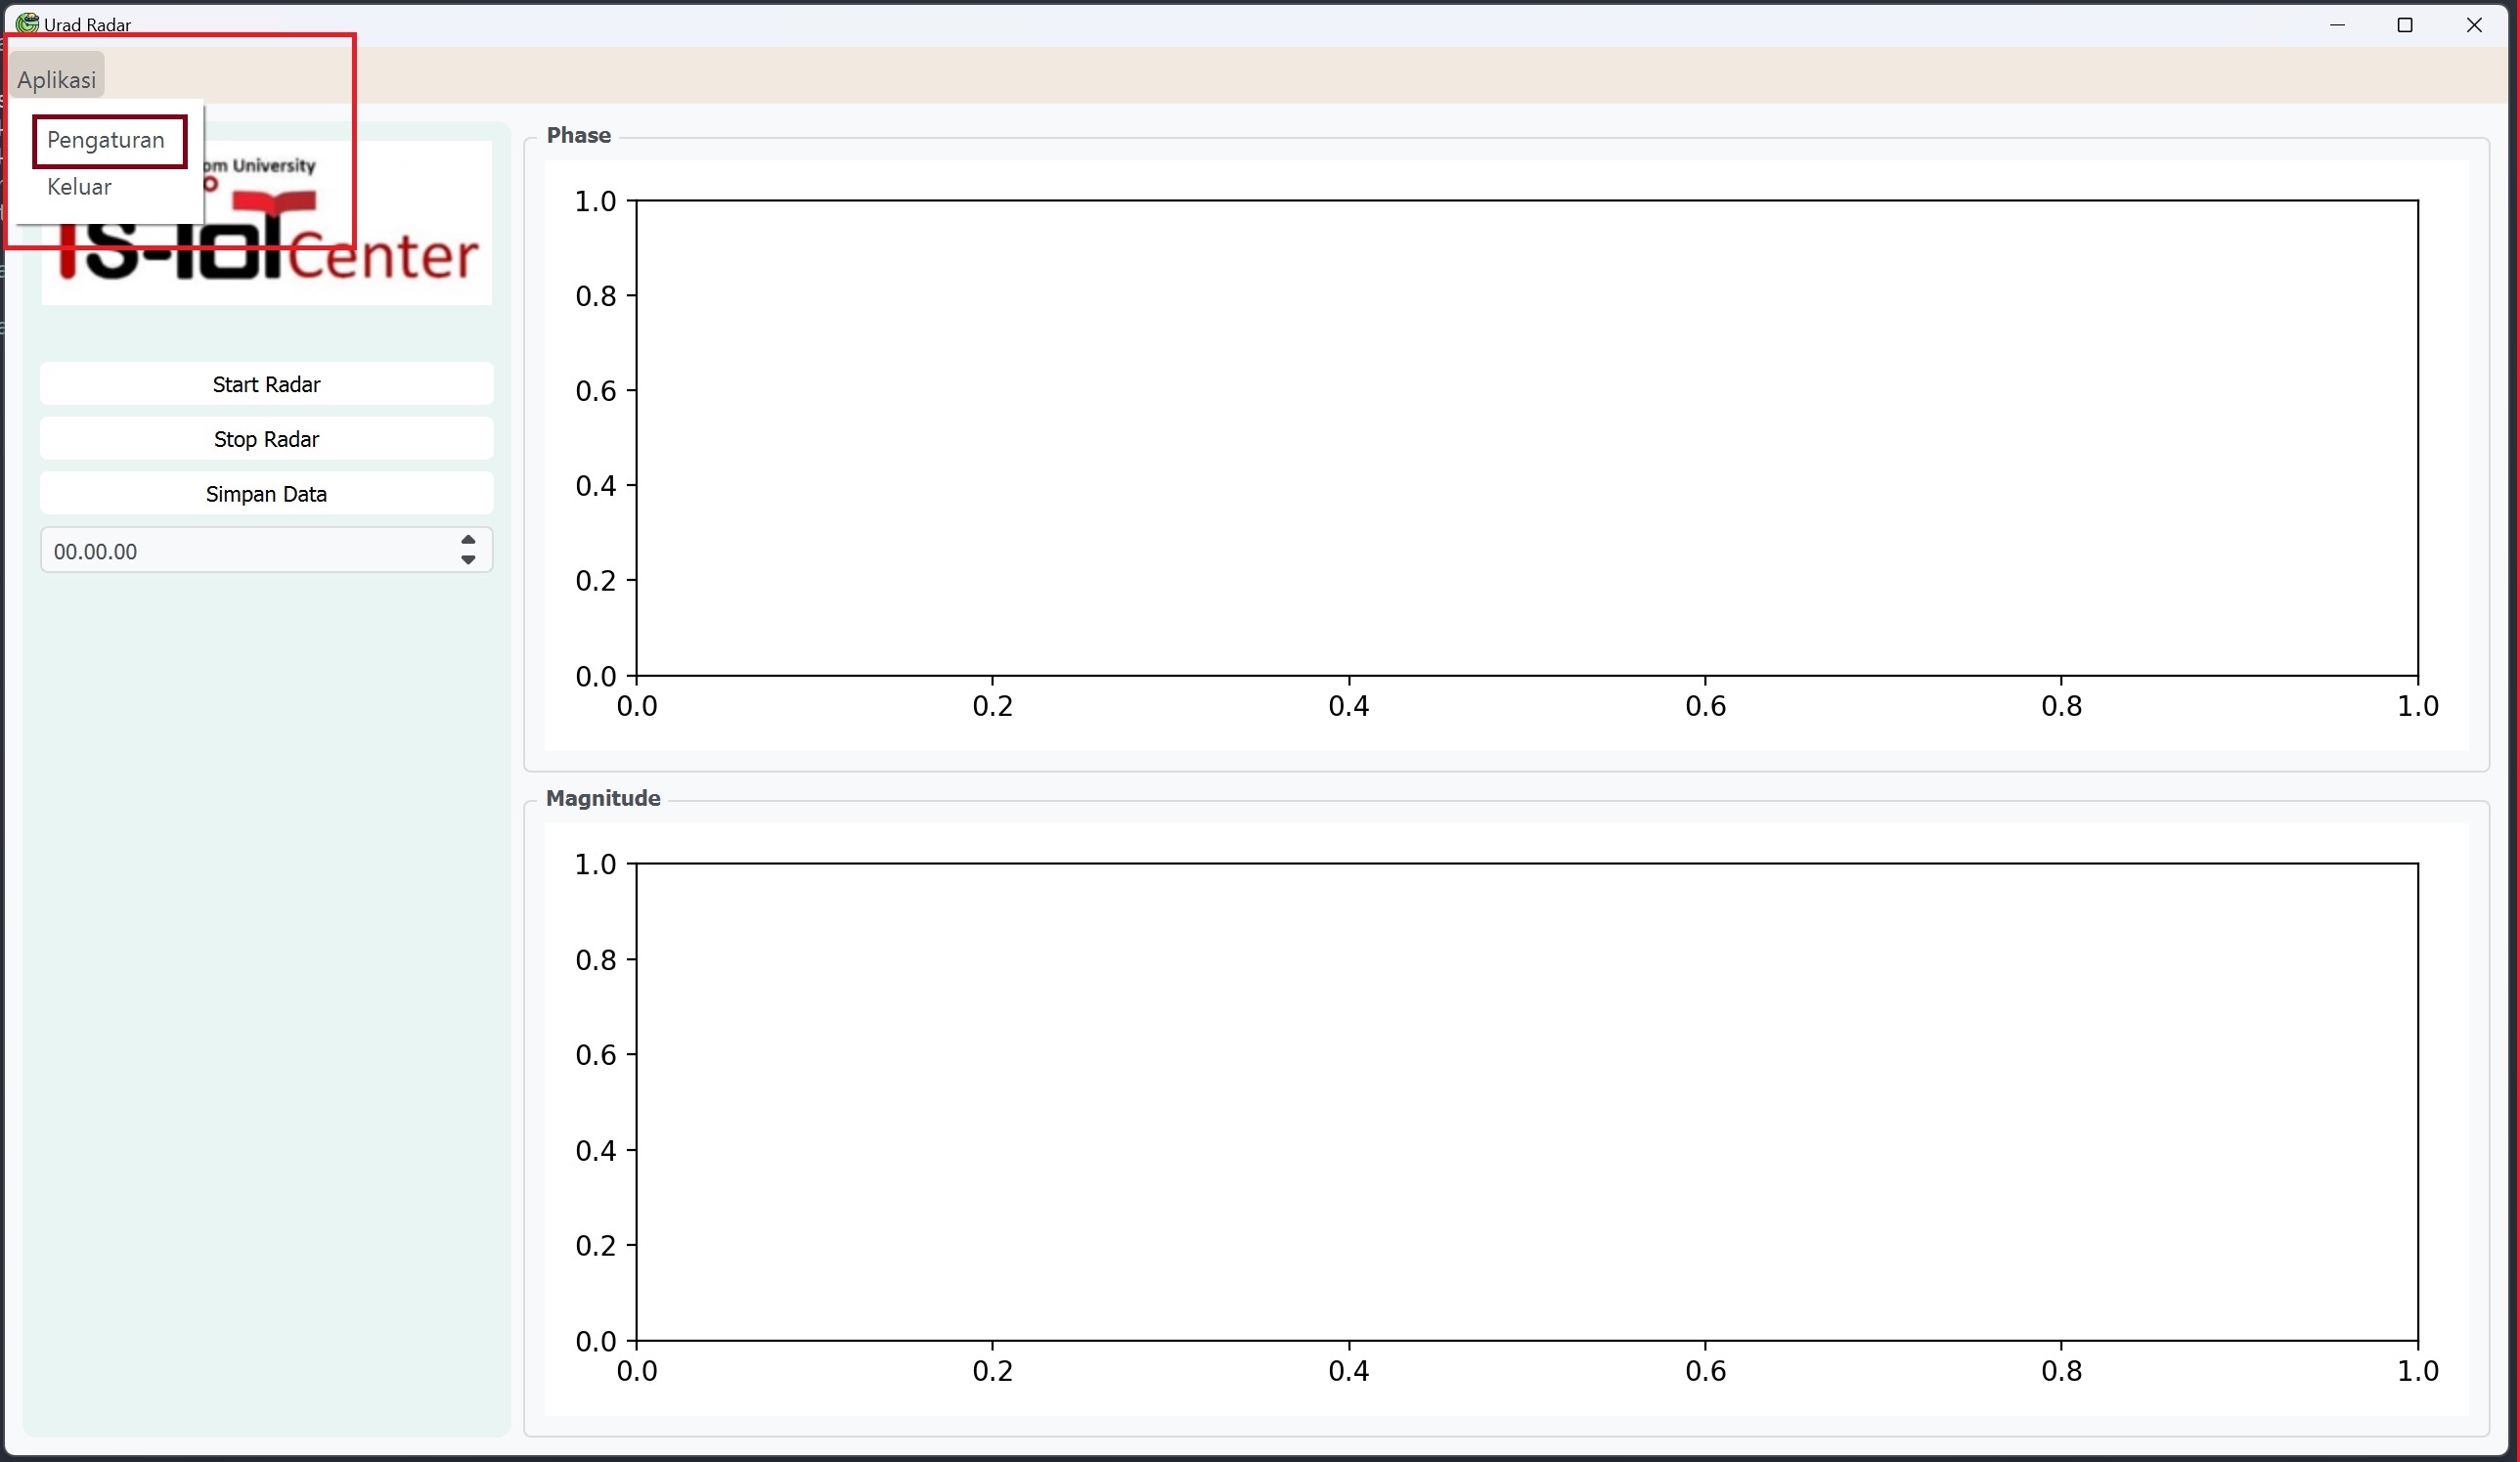 Urad Radar
Aplikasi
Pengaturan
Keluar
University
Center
Start Radar
Stop Radar
Simpan Data
00.00.00
Phase
1.0
0.8
0.6
0.4
0.2
0.0
0.0 0.2 0.4 0.6 0.8 1.0
Magnitude
1.0
0.8
0.6
0.4
0.2
0.0
0.0 0.2 0.4 0.6 0.8 1.0